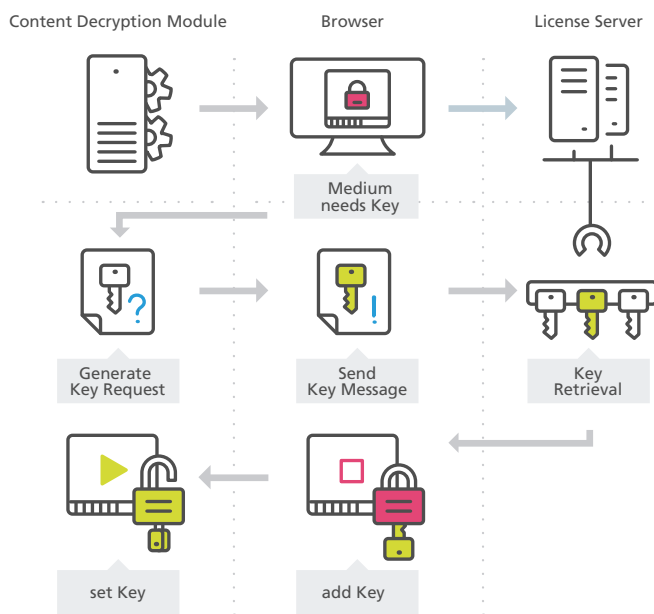 Content Decryption Module
Browser
License Server
Medium
needs Key
?
!
Generate
Key Request
Send
Key Message
Key
Retrieval
set Key
add Key